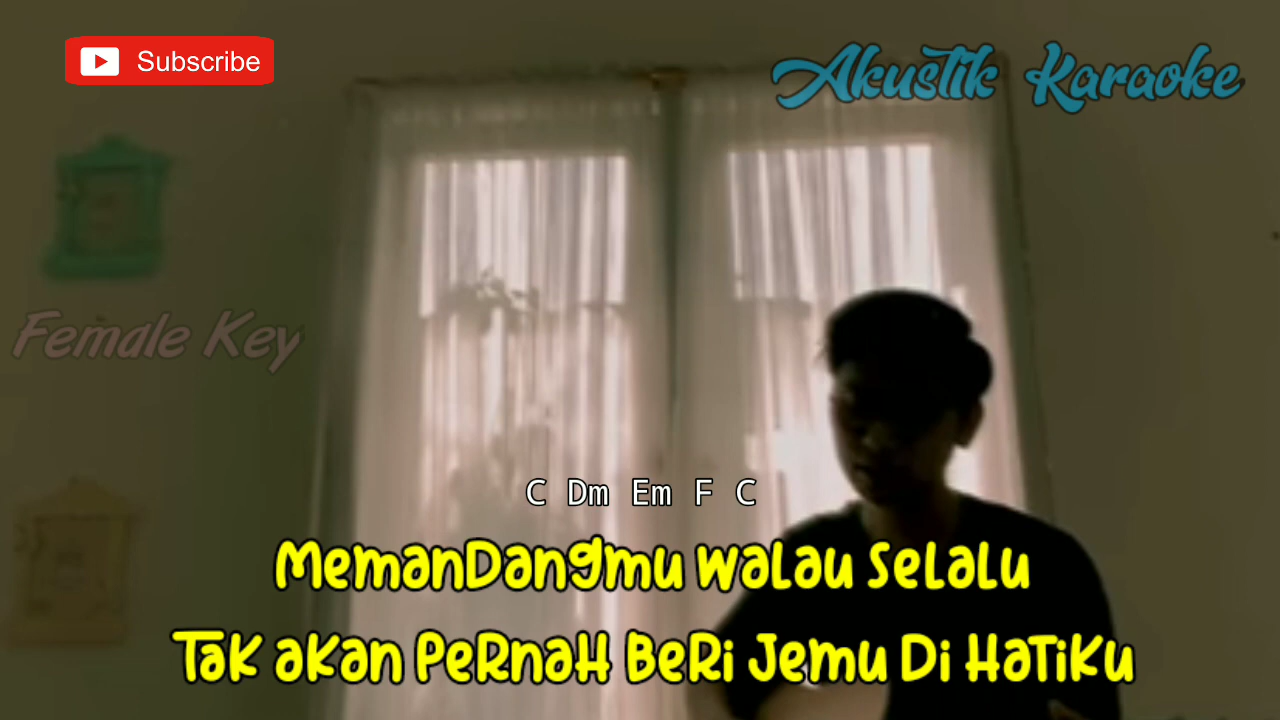 Subscribe
Akustik Karaoke
Female Key
C Dm Em F C
Memandangmu walau selalu
Tak akan pernah beri jemu di hatiku